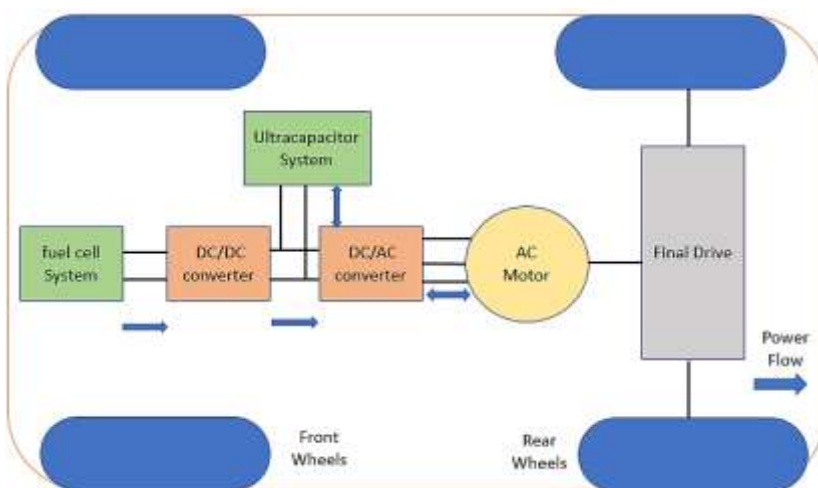 Ultracapacitor
System
fuel cell
System
DC/DC
converter
DC/AC
converter
AC
Motor
Final Drive
Power
Flow
Front
Wheels
Rear
Wheels